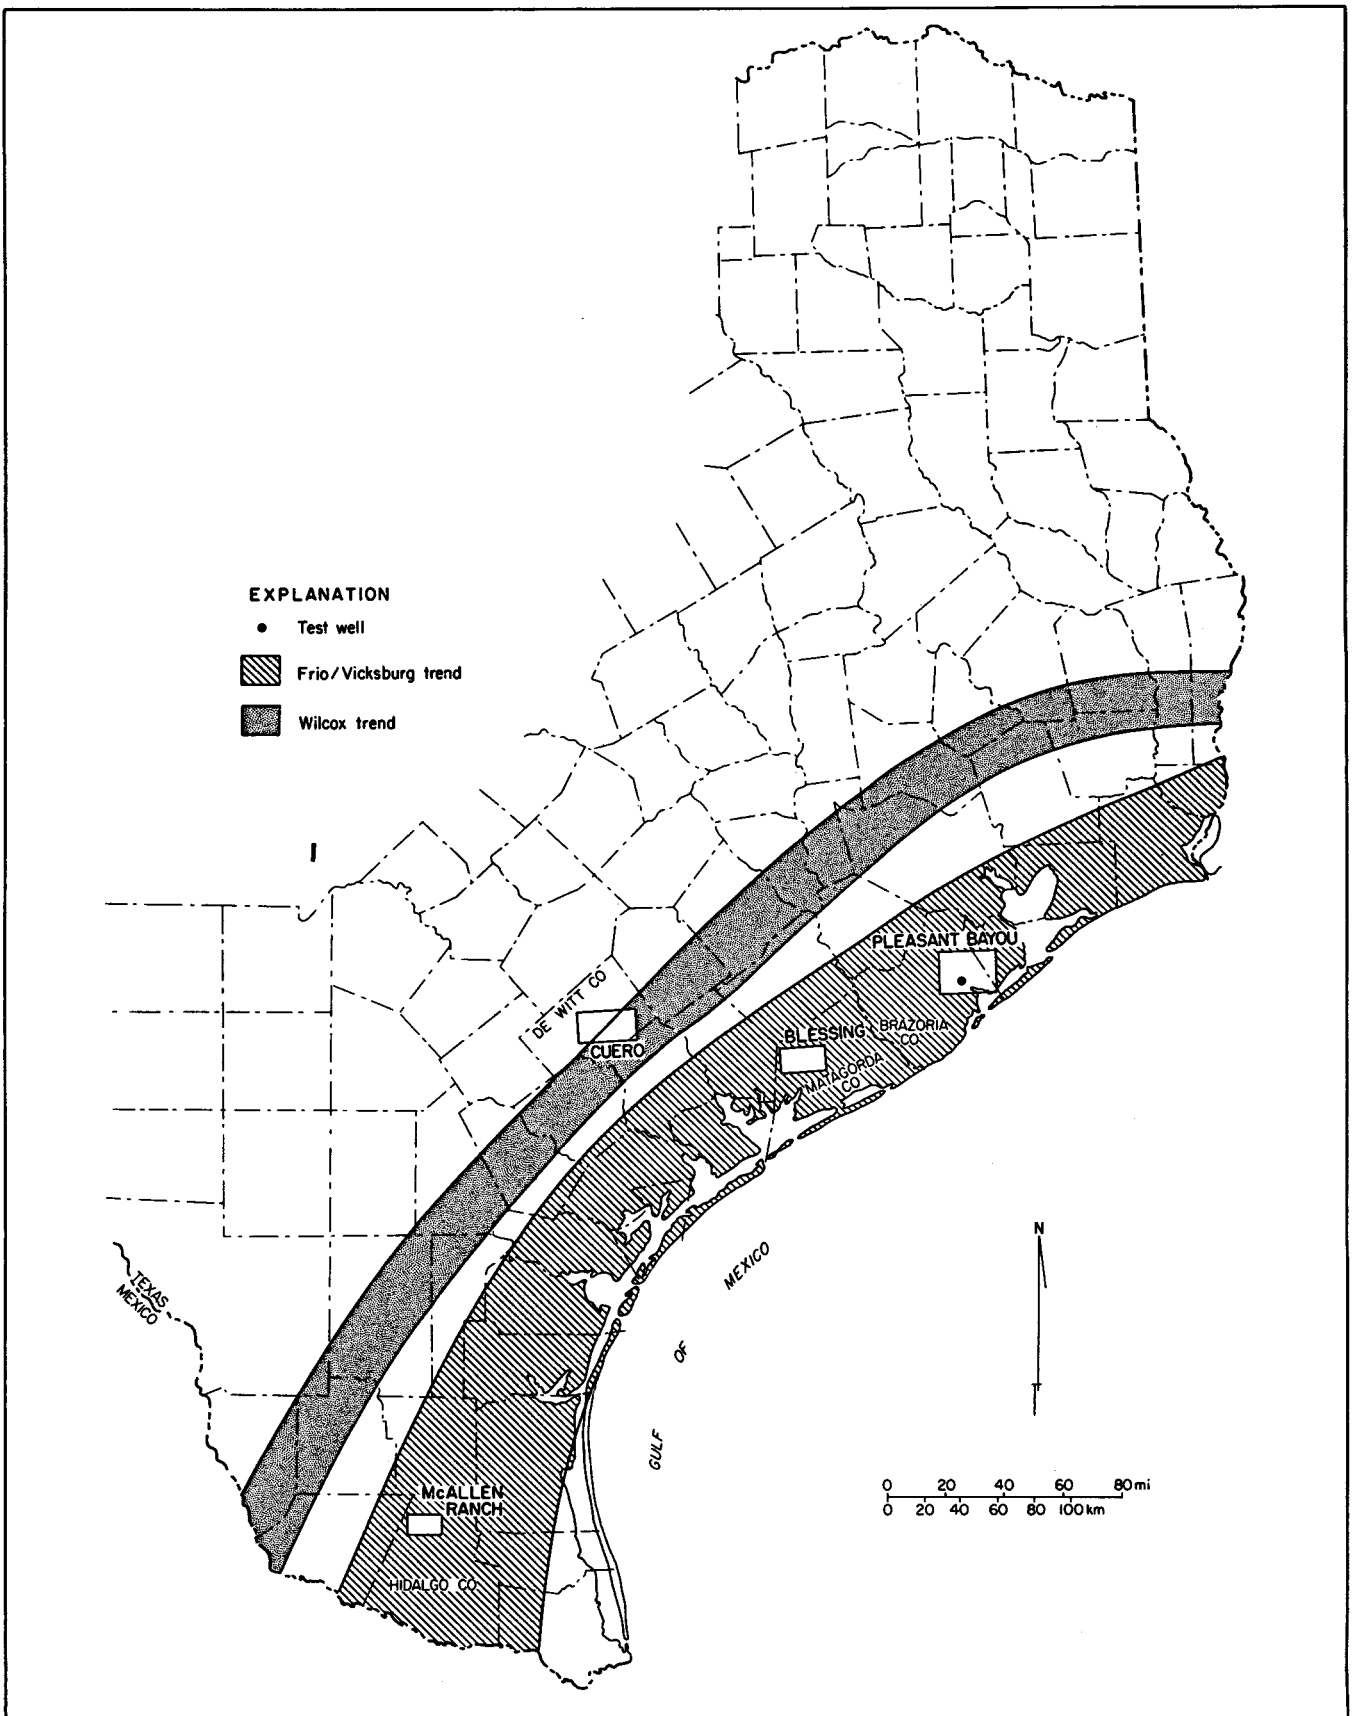 EXPLANATION
Test well
Frio/Vicksburg trend
Wilcox trend
PLEASANT BAYOU
DE WITT CO
CUERO
BLESSING
BRAZORIA
CO
MATAGORDA
CO
TEXAS
MEXICO
GULF OF MEXICO
N
McALLEN
RANCH
HIDALGO CO
0 20 40 60 80 mi
0 20 40 60 80 100 km